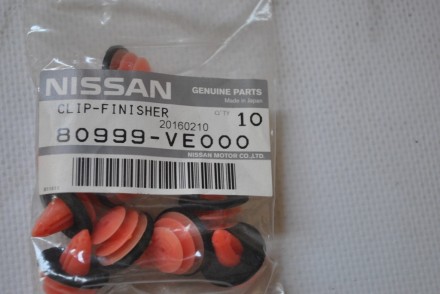 NISSAN GENUINE PARTS
Made in Japan
CLIP-FINISHER Q'TY 10
20160210
80999-VE000
NISSAN MOTOR CO.,LTD.